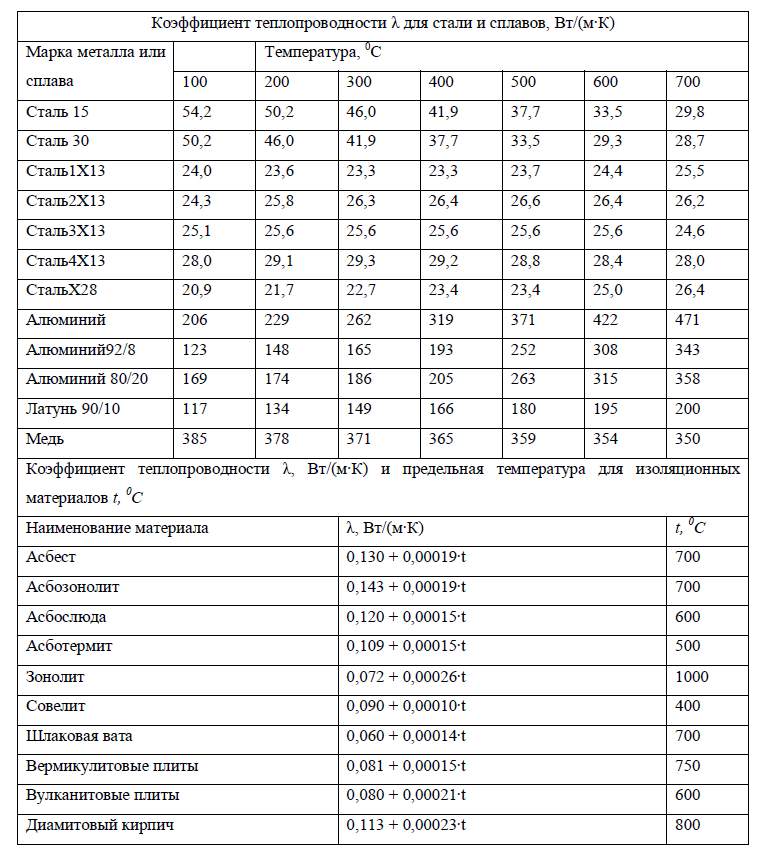 Коэффициент теплопроводности λ для стали и сплавов, Вт/(м·К)
Марка металла или сплава Температура, ⁰С
100 200 300 400 500 600 700
Сталь 15 54,2 50,2 46,0 41,9 37,7 33,5 29,8
Сталь 30 50,2 46,0 41,9 37,7 33,5 29,3 28,7
Сталь1Х13 24,0 23,6 23,3 23,3 23,7 24,4 25,5
Сталь2Х13 24,3 25,8 26,3 26,4 26,6 26,4 26,2
Сталь3Х13 25,1 25,6 25,6 25,6 25,6 25,6 24,6
Сталь4Х13 28,0 29,1 29,3 29,2 28,8 28,4 28,0
СтальХ28 20,9 21,7 22,7 23,4 23,4 25,0 26,4
Алюминий 206 229 262 319 371 422 471
Алюминий92/8 123 148 165 193 252 308 343
Алюминий 80/20 169 174 186 205 263 315 358
Латунь 90/10 117 134 149 166 180 195 200
Медь 385 378 371 365 359 354 350
Коэффициент теплопроводности λ, Вт/(м·К) и предельная температура для изоляционных
материалов t, ⁰С
Наименование материала λ, Вт/(м·К) t, ⁰С
Асбест 0,130 + 0,00019·t 700
Асбозонолит 0,143 + 0,00019·t 700
Асбослюда 0,120 + 0,00015·t 600
Асботермит 0,109 + 0,00015·t 500
Зонолит 0,072 + 0,00026·t 1000
Совелит 0,090 + 0,00010·t 400
Шлаковая вата 0,060 + 0,00014·t 700
Вермикулитовые плиты 0,081 + 0,00015·t 750
Вулканитовые плиты 0,080 + 0,00021·t 600
Диамитовый кирпич 0,113 + 0,00023·t 800